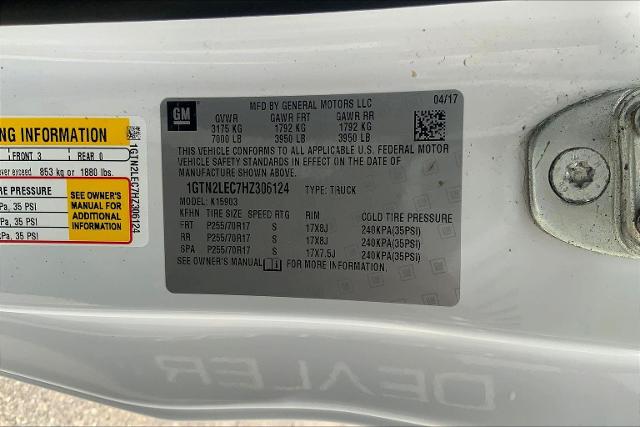 GM
MFD BY GENERAL MOTORS LLC
04/17
GVWR GAWR FRT GAWR RR
3175 KG 1792 KG 1792 KG
7000 LB 3950 LB 3950 LB
THIS VEHICLE CONFORMS TO ALL APPLICABLE U.S. FEDERAL MOTOR
VEHICLE SAFETY STANDARDS IN EFFECT ON THE DATE OF
MANUFACTURE SHOWN ABOVE.
1GTN2LEC7HZ306124 TYPE: TRUCK
MODEL: K15903
KFHN TIRE SIZE SPEED RTG RIM COLD TIRE PRESSURE
FRT P255/70R17 S 17X8J 240KPA(35PSI)
RR P255/70R17 S 17X8J 240KPA(35PSI)
SPA P255/70R17 S 17X7.5J 240KPA(35PSI)
SEE OWNER'S MANUAL FOR MORE INFORMATION.
NG INFORMATION
FRONT 3 REAR 0
ver exceed 853 kg or 1880 lbs.
RE PRESSURE
Pa, 35 PSI
Pa, 35 PSI
Pa, 35 PSI
SEE OWNER'S
MANUAL FOR
ADDITIONAL
INFORMATION
1GTN2LEC7HZ306124
DEALER